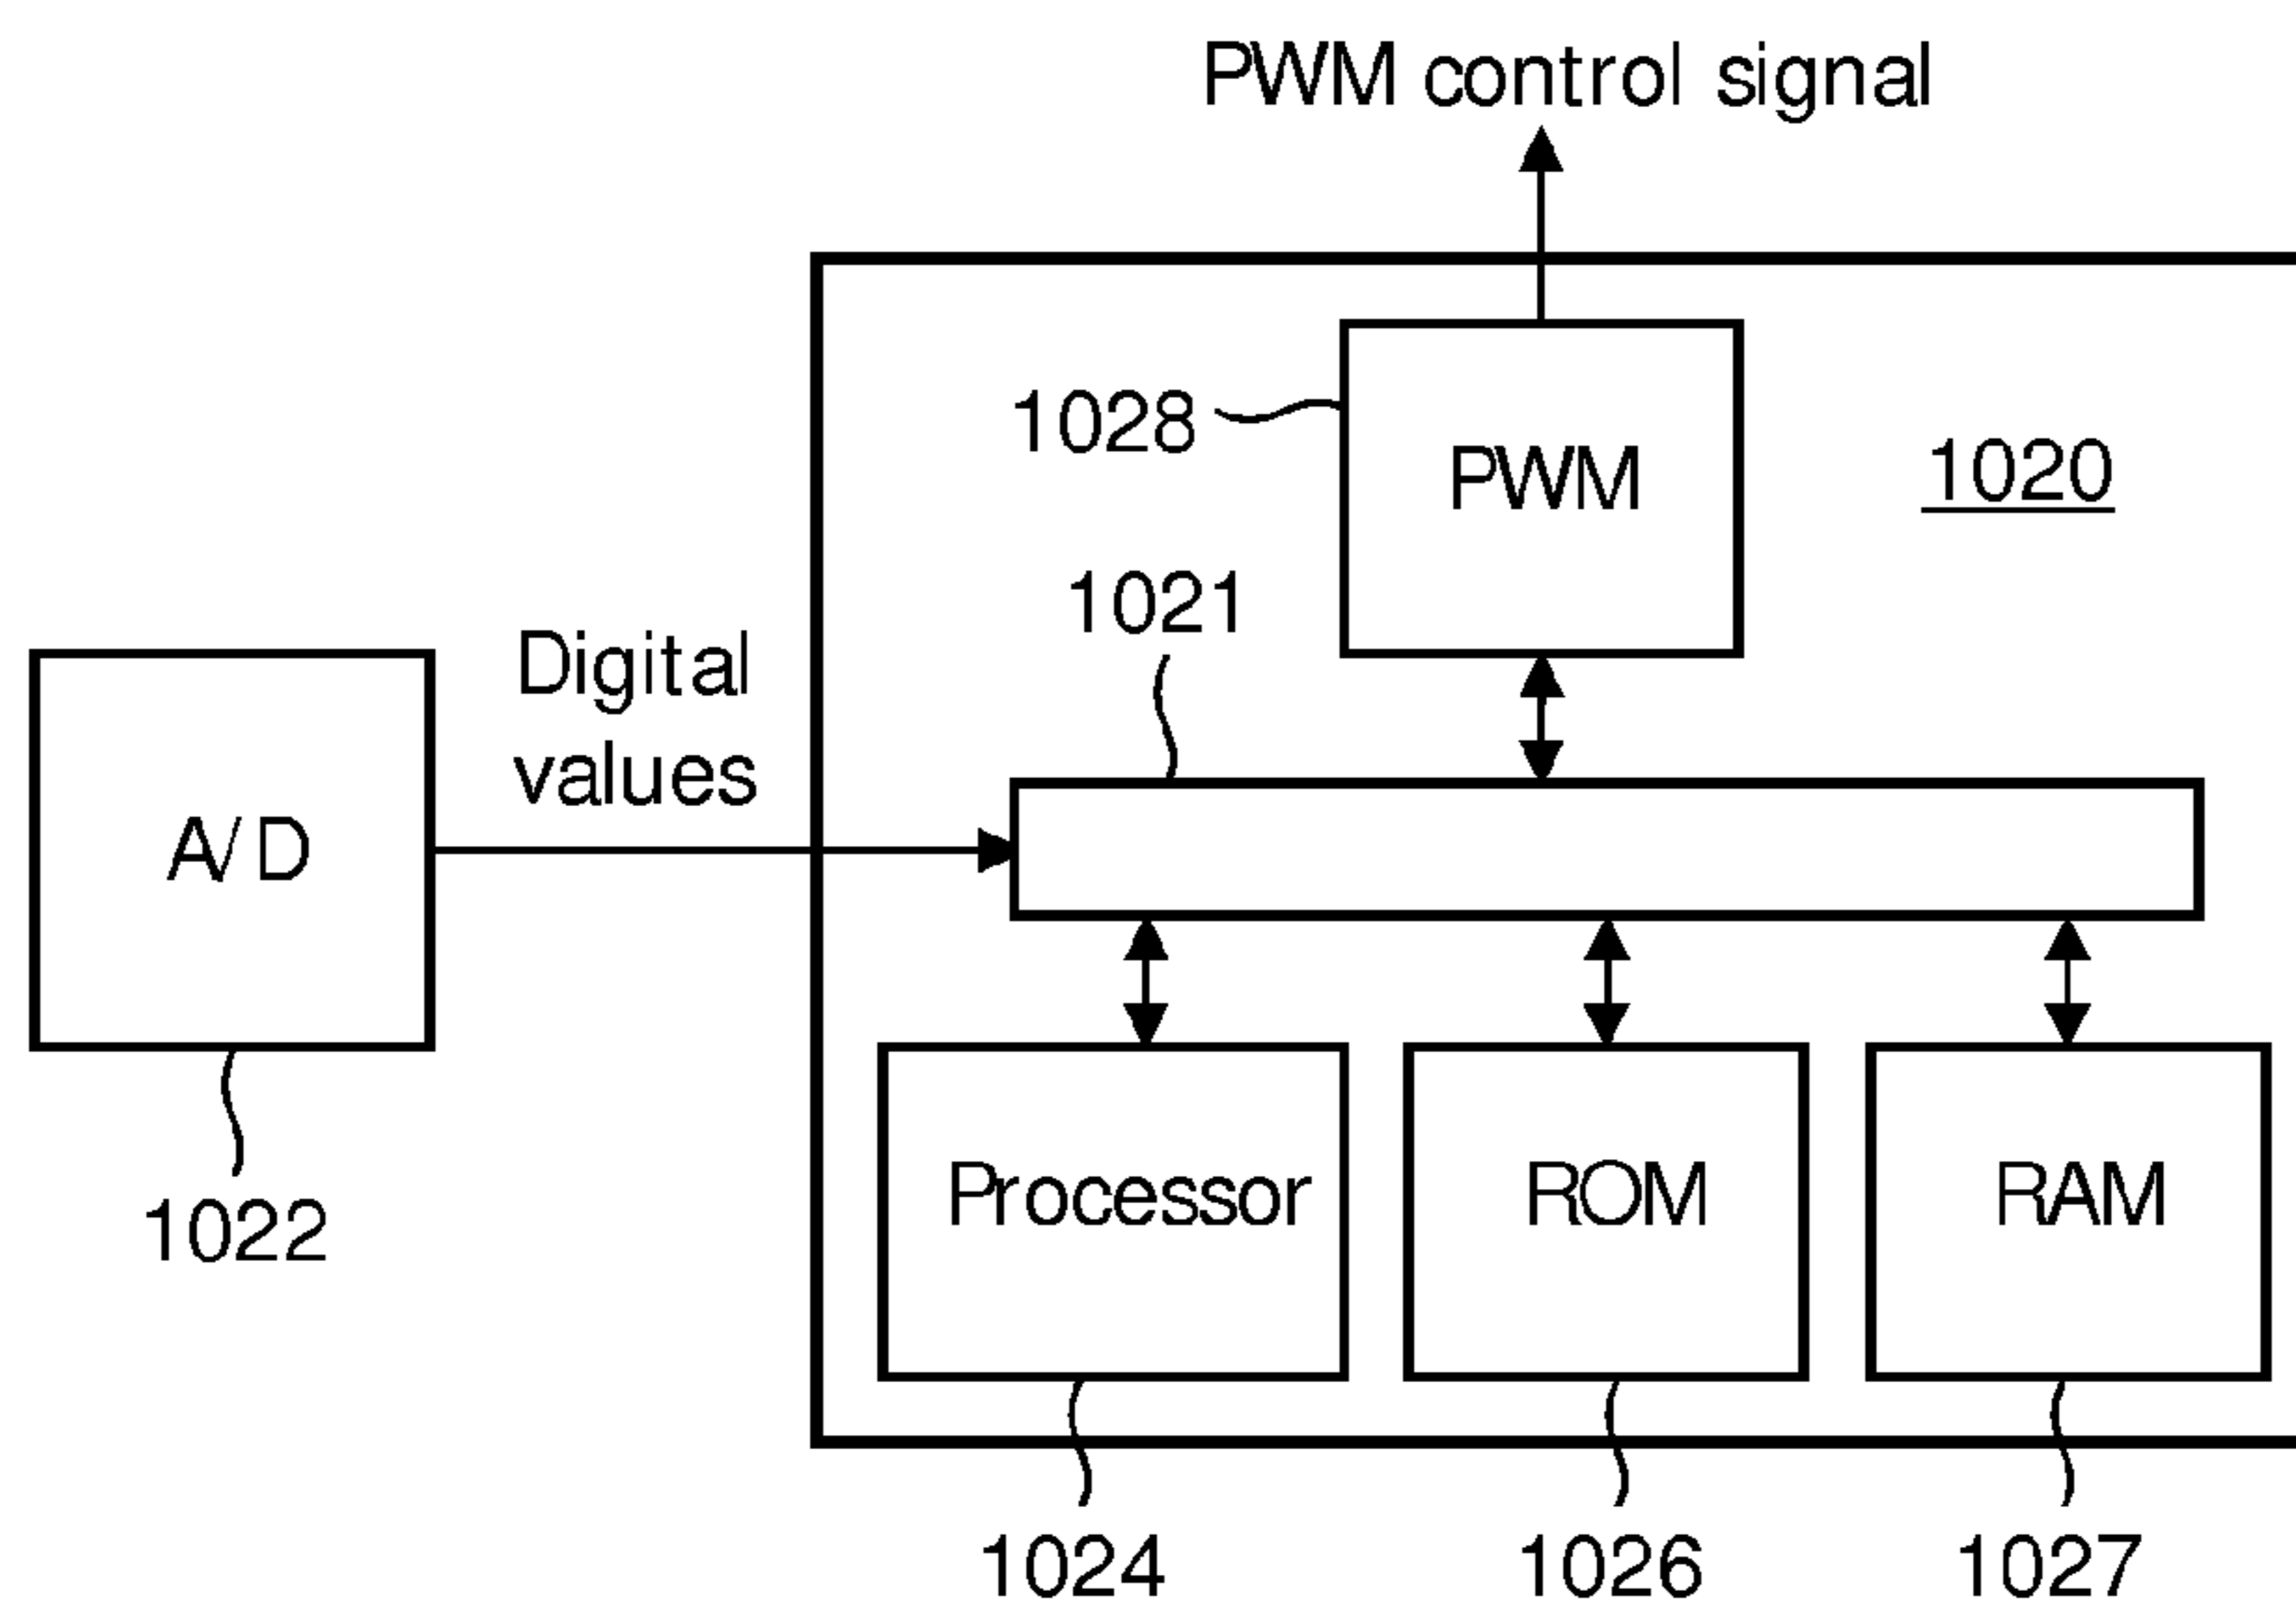 PWM control signal
1028
PWM
1020
1021
Digital
values
A/D
Processor
ROM
RAM
1022
1024
1026
1027